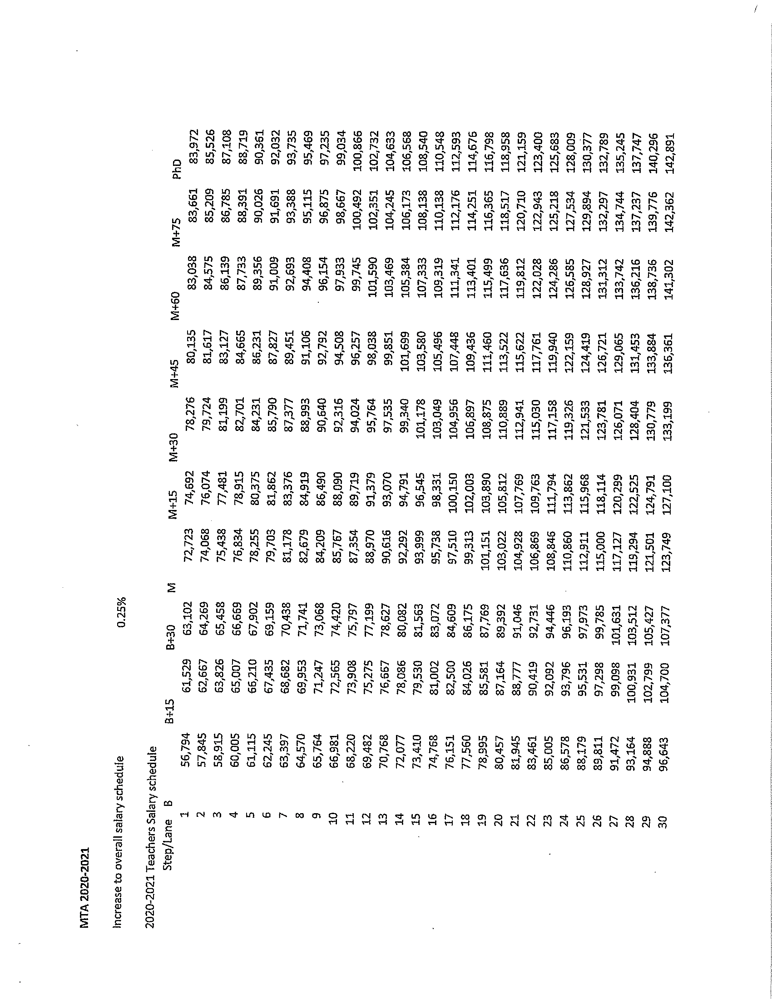 MTA 2020-2021
Increase to overall salary schedule 0.25%
2020-2021 Teachers Salary schedule
Step/Lane B B+15 B+30 M M+15 M+30 M+45 M+60 M+75 PhD
1 56,794 61,529 63,102 72,723 74,692 78,276 80,135 83,038 83,661 83,972
2 57,845 62,667 64,269 74,068 76,074 79,724 81,617 84,575 85,209 85,526
3 58,915 63,826 65,458 75,438 77,481 81,199 83,127 86,139 86,785 87,108
4 60,005 65,007 66,669 76,834 78,915 82,701 84,665 87,733 88,391 88,719
5 61,115 66,210 67,902 78,255 80,375 84,231 86,231 89,356 90,026 90,361
6 62,245 67,435 69,159 79,703 81,862 85,790 87,827 91,009 91,691 92,032
7 63,397 68,682 70,438 81,178 83,376 87,377 89,451 92,693 93,388 93,735
8 64,570 69,953 71,741 82,679 84,919 88,993 91,106 94,408 95,115 95,469
9 65,764 71,247 73,068 84,209 86,490 90,640 92,792 96,154 96,875 97,235
10 66,981 72,565 74,420 85,767 88,090 92,316 94,508 97,933 98,667 99,034
11 68,220 73,908 75,797 87,354 89,719 94,024 96,257 99,745 100,492 100,866
12 69,482 75,275 77,199 88,970 91,379 95,764 98,038 101,590 102,351 102,732
13 70,768 76,667 78,627 90,616 93,070 97,535 99,851 103,469 104,245 104,633
14 72,077 78,086 80,082 92,292 94,791 99,340 101,699 105,384 106,173 106,568
15 73,410 79,530 81,563 93,999 96,545 101,178 103,580 107,333 108,138 108,540
16 74,768 81,002 83,072 95,738 98,331 103,049 105,496 109,319 110,138 110,548
17 76,151 82,500 84,609 97,510 100,150 104,956 107,448 111,341 112,176 112,593
18 77,560 84,026 86,175 99,313 102,003 106,897 109,436 113,401 114,251 114,676
19 78,995 85,581 87,769 101,151 103,890 108,875 111,460 115,499 116,365 116,798
20 80,457 87,164 89,392 103,022 105,812 110,889 113,522 117,636 118,517 118,958
21 81,945 88,777 91,046 104,928 107,769 112,941 115,622 119,812 120,710 121,159
22 83,461 90,419 92,731 106,869 109,763 115,030 117,761 122,028 122,943 123,400
23 85,005 92,092 94,446 108,846 111,794 117,158 119,940 124,286 125,218 125,683
24 86,578 93,796 96,193 110,860 113,862 119,326 122,159 126,585 127,534 128,009
25 88,179 95,531 97,973 112,911 115,968 121,533 124,419 128,927 129,894 130,377
26 89,811 97,298 99,785 115,000 118,114 123,781 126,721 131,312 132,297 132,789
27 91,472 99,098 101,631 117,127 120,299 126,071 129,065 133,742 134,744 135,245
28 93,164 100,931 103,512 119,294 122,525 128,404 131,453 136,216 137,237 137,747
29 94,888 102,799 105,427 121,501 124,791 130,779 133,884 138,736 139,776 140,296
30 96,643 104,700 107,377 123,749 127,100 133,199 136,361 141,302 142,362 142,891